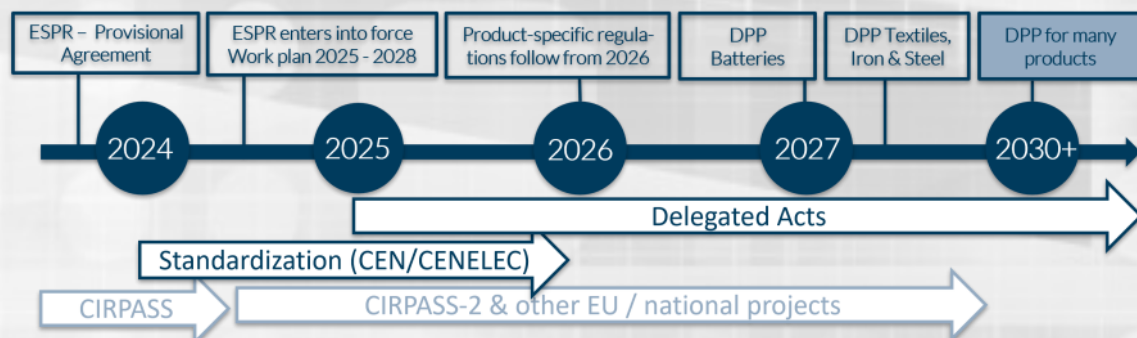 ESPR – Provisional
Agreement
ESPR enters into force
Work plan 2025 - 2028
Product-specific regula-
tions follow from 2026
DPP
Batteries
DPP Textiles,
Iron & Steel
DPP for many
products
2024
2025
2026
2027
2030+
Delegated Acts
Standardization (CEN/CENELEC)
CIRPASS
CIRPASS-2 & other EU / national projects